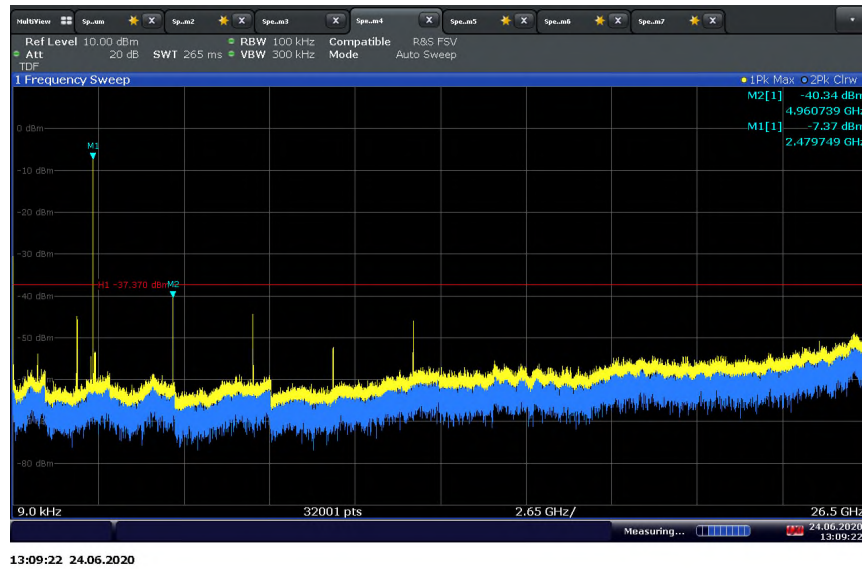 MultiView Sp..um X Sp..m2 X Spe..m3 X Spe..m4 X Spe..m5 X Spe..m6 X Spe..m7 X
Ref Level 10.00 dBm RBW 100 kHz Compatible R&S FSV
Att 20 dB SWT 265 ms VBW 300 kHz Mode Auto Sweep
TDF
1 Frequency Sweep 1Pk Max 2Pk Clrw
M2[1] -40.34 dBm
4.960739 GHz
0 dBm M1[1] -7.37 dBm
M1 2.479749 GHz
-10 dBm
-20 dBm
-30 dBm
H1 -37.370 dBm M2
-40 dBm
-50 dBm
-80 dBm
9.0 kHz 32001 pts 2.65 GHz/ 26.5 GHz
Measuring... 24.06.2020
13:09:22
13:09:22 24.06.2020